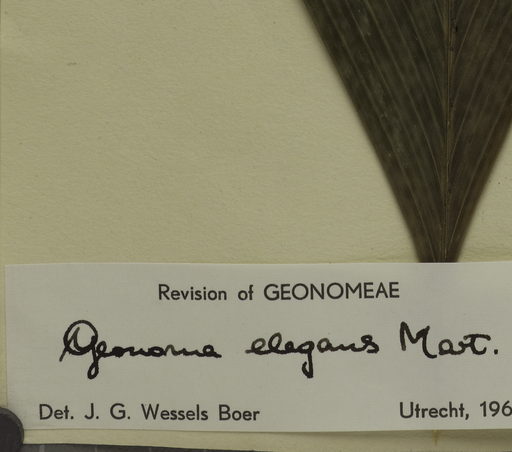 Revision of GEONOMEAE
Geonoma elegans Mart.
Det. J. G. Wessels Boer Utrecht, 196